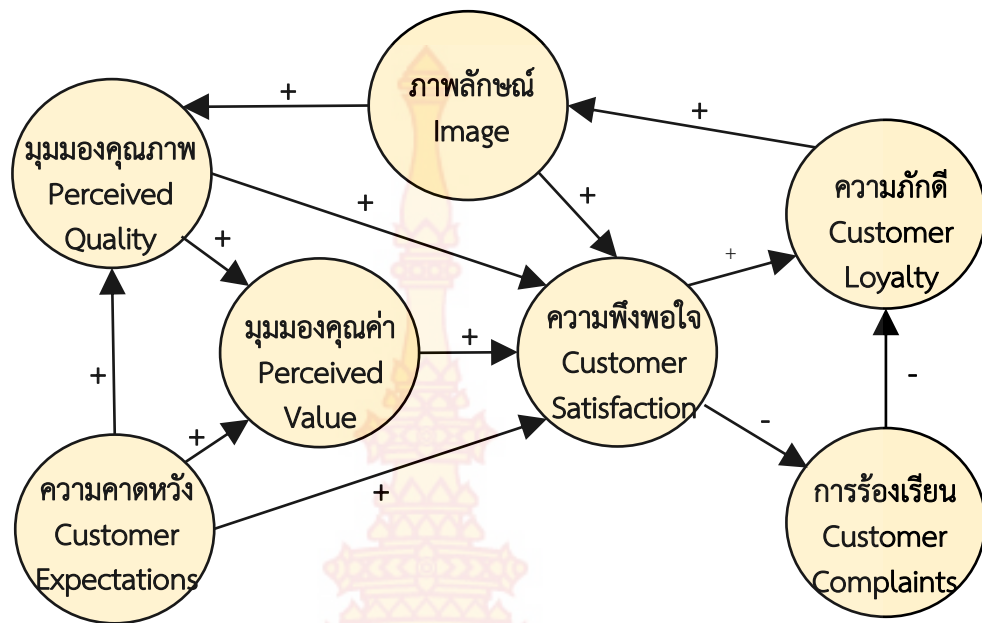 ภาพลักษณ์
Image
+
+
มุมมองคุณภาพ
Perceived
Quality
ความภักดี
Customer
Loyalty
+
+
+
+
มุมมองคุณค่า
Perceived
Value
+
ความพึงพอใจ
Customer
Satisfaction
+
-
-
+
+
ความคาดหวัง
Customer
Expectations
การร้องเรียน
Customer
Complaints